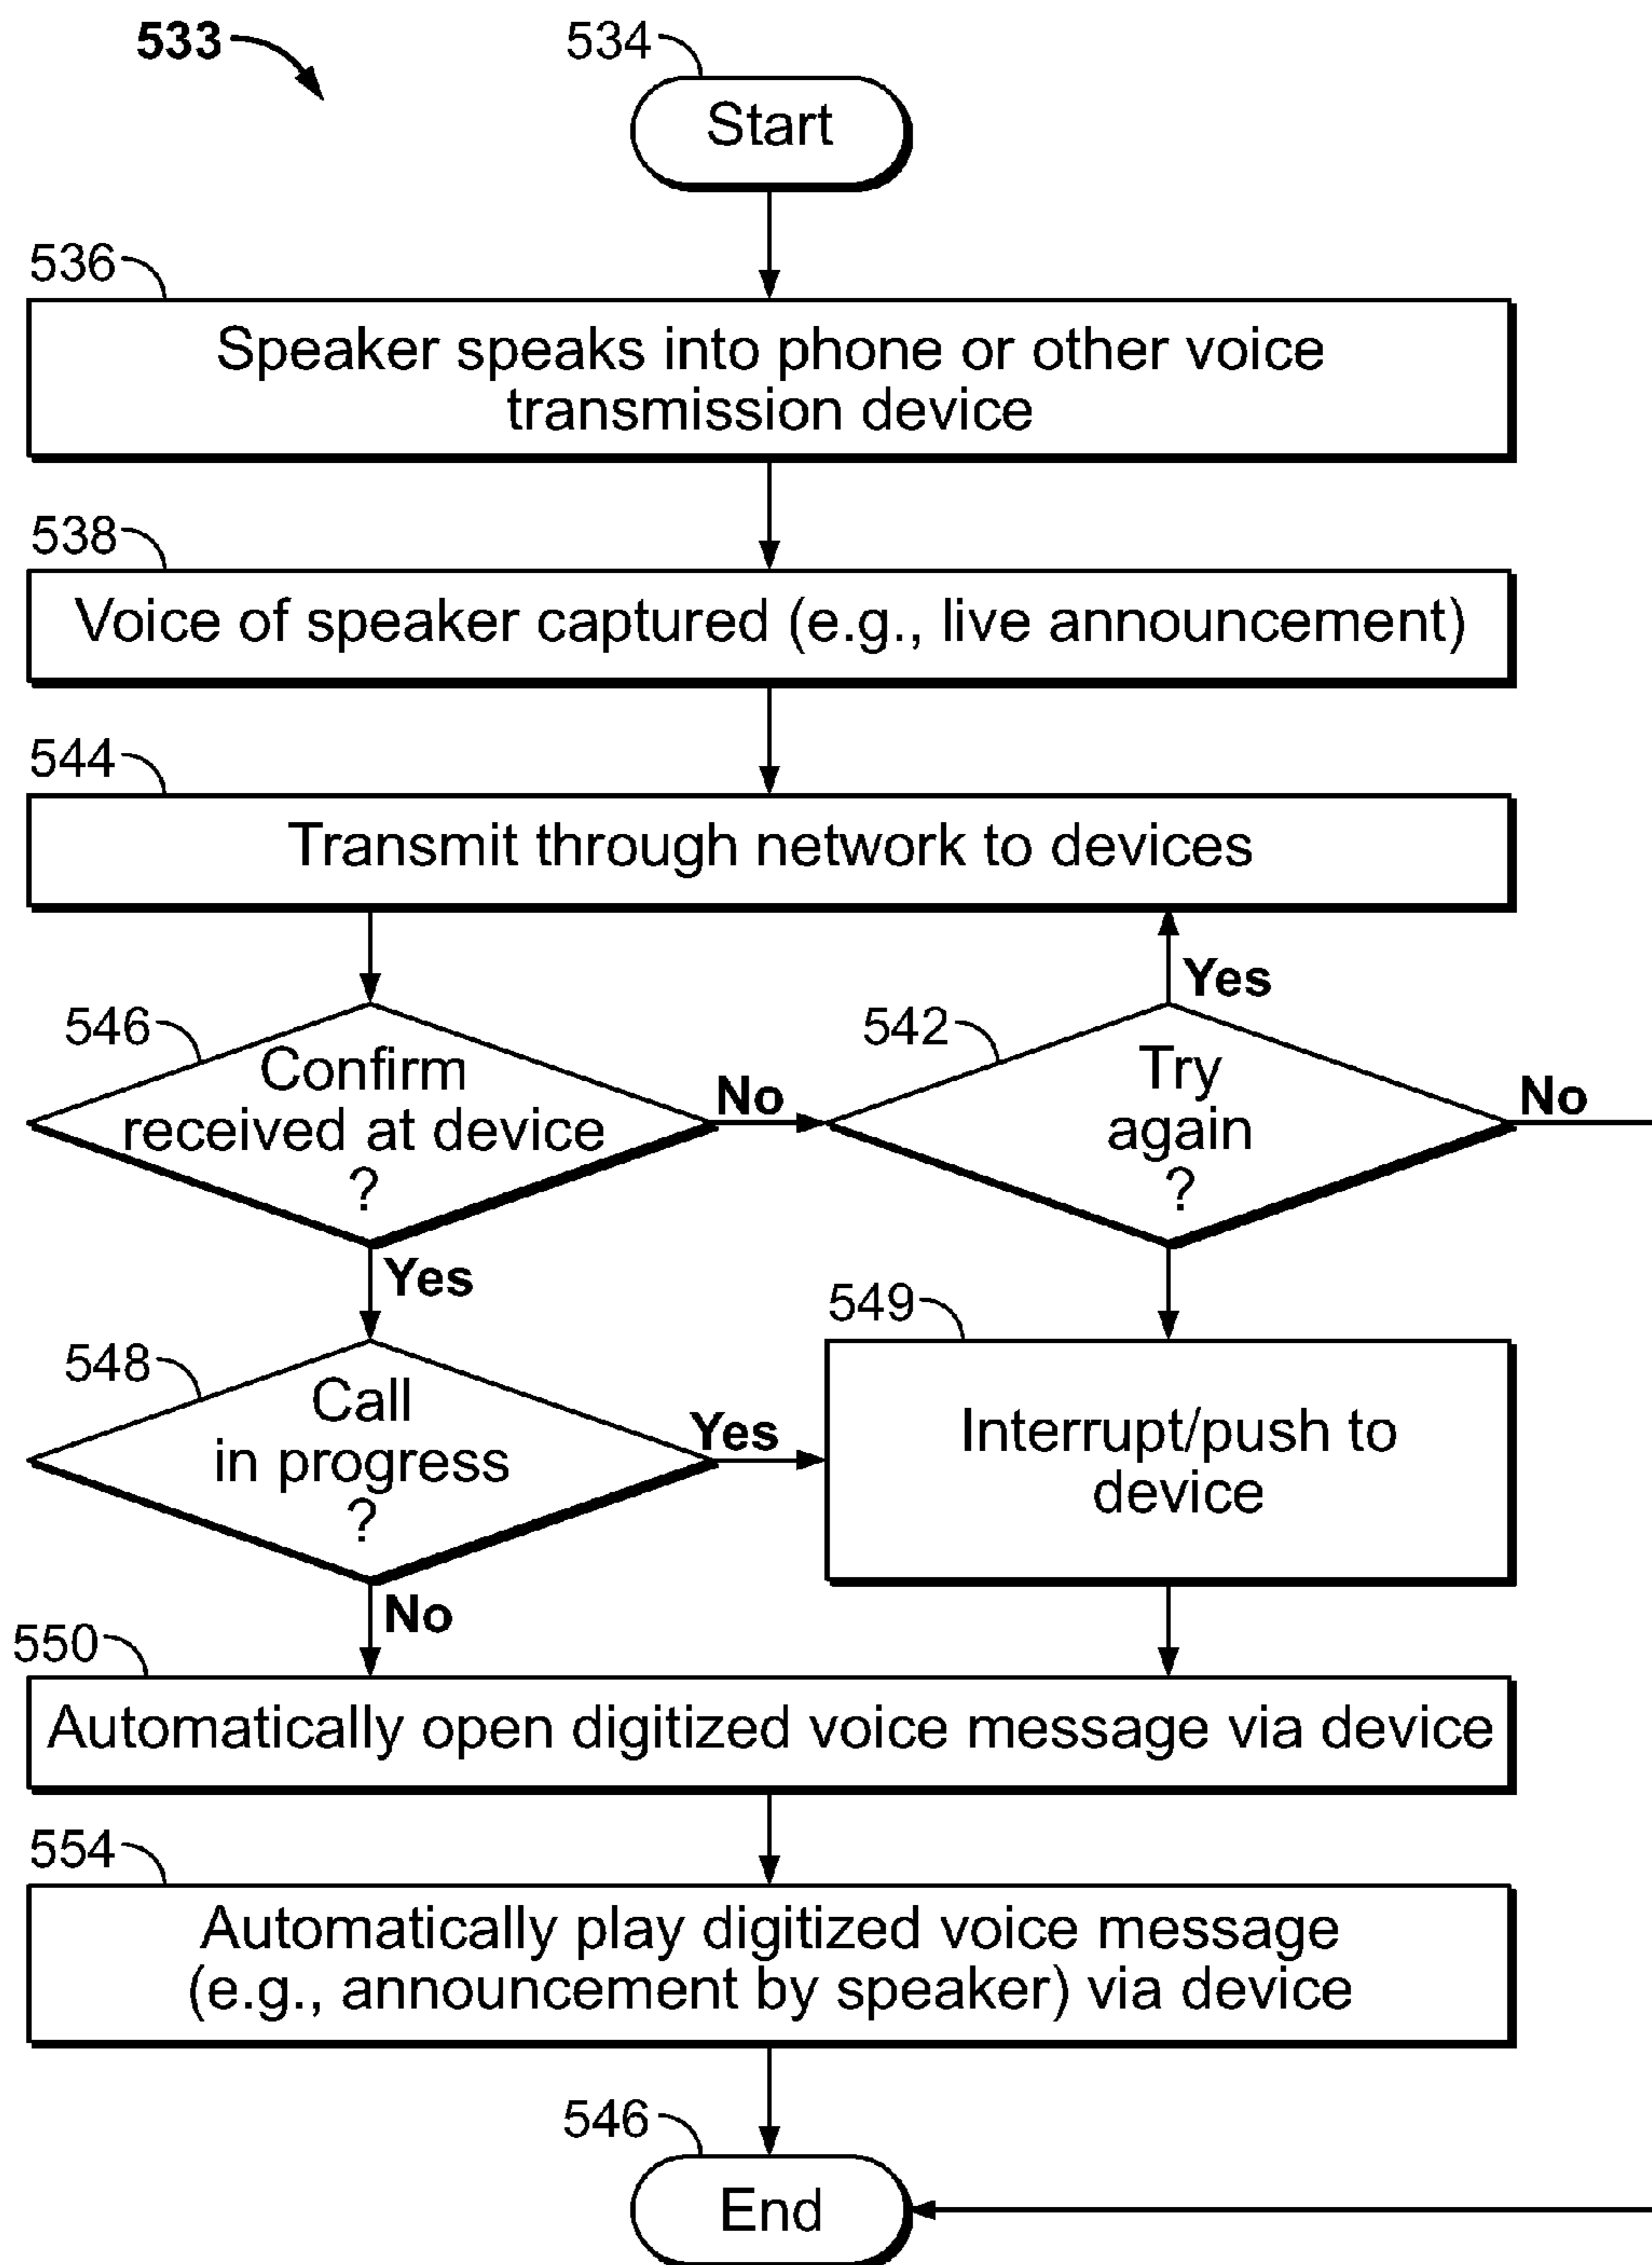 533
534
Start
536
Speaker speaks into phone or other voice
transmission device
538
Voice of speaker captured (e.g., live announcement)
544
Transmit through network to devices
Yes
546
Confirm
received at device
?
No
542
Try
again
?
No
Yes
548
Call
in progress
?
Yes
549
Interrupt/push to
device
No
550
Automatically open digitized voice message via device
554
Automatically play digitized voice message
(e.g., announcement by speaker) via device
546
End